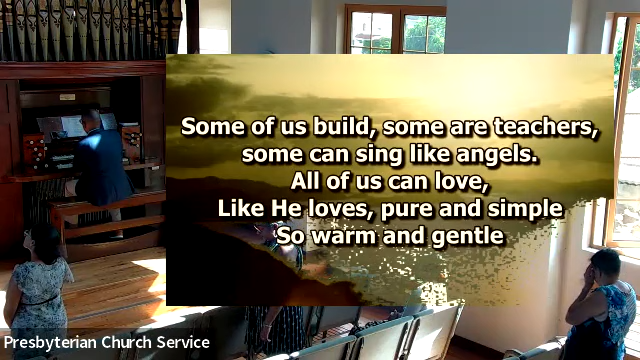 Some of us build, some are teachers,
some can sing like angels.
All of us can love,
Like He loves, pure and simple
So warm and gentle
Presbyterian Church Service